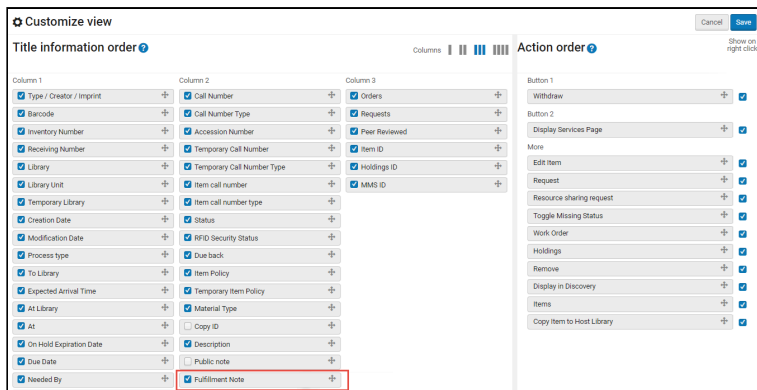 Customize view
Cancel
Save
Title information order
Columns
Action order
Show on right click
Column 1
Type / Creator / Imprint
Barcode
Inventory Number
Receiving Number
Library
Library Unit
Temporary Library
Creation Date
Modification Date
Process type
To Library
Expected Arrival Time
At Library
At
On Hold Expiration Date
Due Date
Needed By
Column 2
Call Number
Call Number Type
Accession Number
Temporary Call Number
Temporary Call Number Type
Item call number
Item call number type
Status
RFID Security Status
Due back
Item Policy
Temporary Item Policy
Material Type
Copy ID
Description
Public note
Fulfillment Note
Column 3
Orders
Requests
Peer Reviewed
Item ID
Holdings ID
MMS ID
Button 1
Withdraw
Button 2
Display Services Page
More
Edit Item
Request
Resource sharing request
Toggle Missing Status
Work Order
Holdings
Remove
Display in Discovery
Items
Copy Item to Host Library